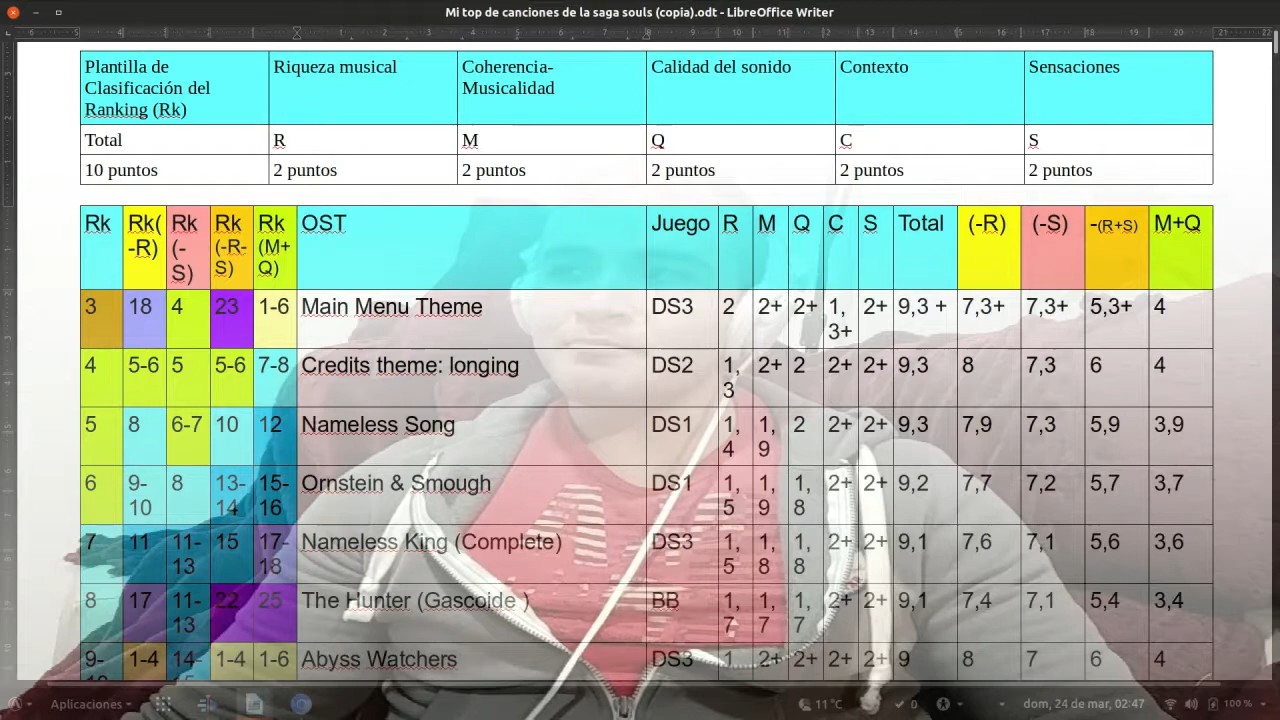 Mi top de canciones de la saga souls (copia).odt - LibreOffice Writer
Plantilla de Clasificación del Ranking (Rk) Riqueza musical Coherencia-Musicalidad Calidad del sonido Contexto Sensaciones
Total R M Q C S
10 puntos 2 puntos 2 puntos 2 puntos 2 puntos 2 puntos
Rk Rk(-R) Rk (-S) Rk (-R-S) Rk (M+Q) OST Juego R M Q C S Total (-R) (-S) -(R+S) M+Q
3 18 4 23 1-6 Main Menu Theme DS3 2 2+ 2+ 1,3+ 2+ 9,3 + 7,3+ 7,3+ 5,3+ 4
4 5-6 5 5-6 7-8 Credits theme: longing DS2 1,3 2+ 2 2+ 2+ 9,3 8 7,3 6 4
5 8 6-7 10 12 Nameless Song DS1 1,4 1,9 2 2+ 2+ 9,3 7,9 7,3 5,9 3,9
6 9-10 8 13-14 15-16 Ornstein & Smough DS1 1,5 1,9 1,8 2+ 2+ 9,2 7,7 7,2 5,7 3,7
7 11 11-13 15 17-18 Nameless King (Complete) DS3 1,5 1,8 1,8 2+ 2+ 9,1 7,6 7,1 5,6 3,6
8 17 11-13 22 25 The Hunter (Gascoide ) BB 1,7 1,7 1,7 2+ 2+ 9,1 7,4 7,1 5,4 3,4
9- 1-4 14- 1-4 1-6 Abyss Watchers DS3 1 2+ 2+ 2+ 2+ 9 8 7 6 4
Aplicaciones 11°C 0 dom, 24 de mar, 02:47 100 %